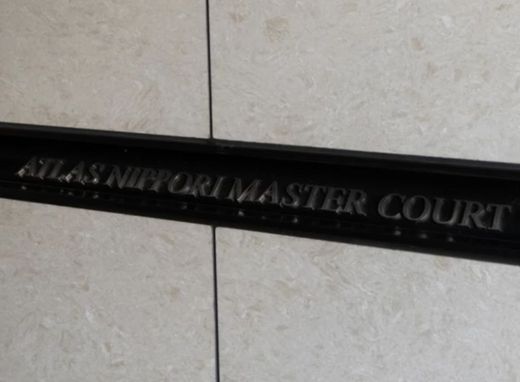 ATLAS NIPPORI MASTER COURT